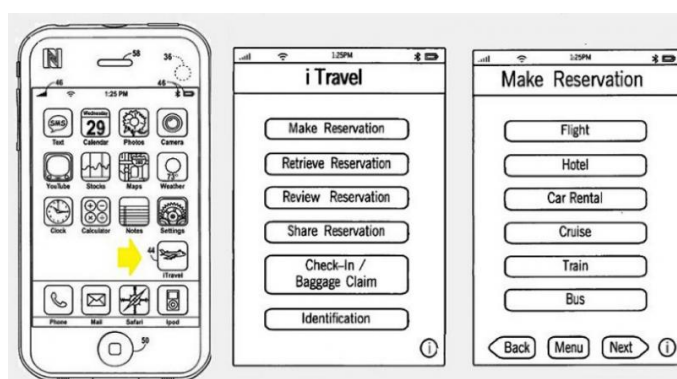 N
58
36
46
46
1:25 PM
SMS
Wednesday
29
73°
Text
Calendar
Photos
Camera
YouTube
Stocks
Maps
Weather
Clock
Calculator
Notes
Settings
44
iTravel
Phone
Mail
Safari
Ipod
50
1:25PM
i Travel
Make Reservation
Retrieve Reservation
Review Reservation
Share Reservation
Check-In /
Baggage Claim
Identification
i
1:25PM
Make Reservation
Flight
Hotel
Car Rental
Cruise
Train
Bus
Back
Menu
Next
i